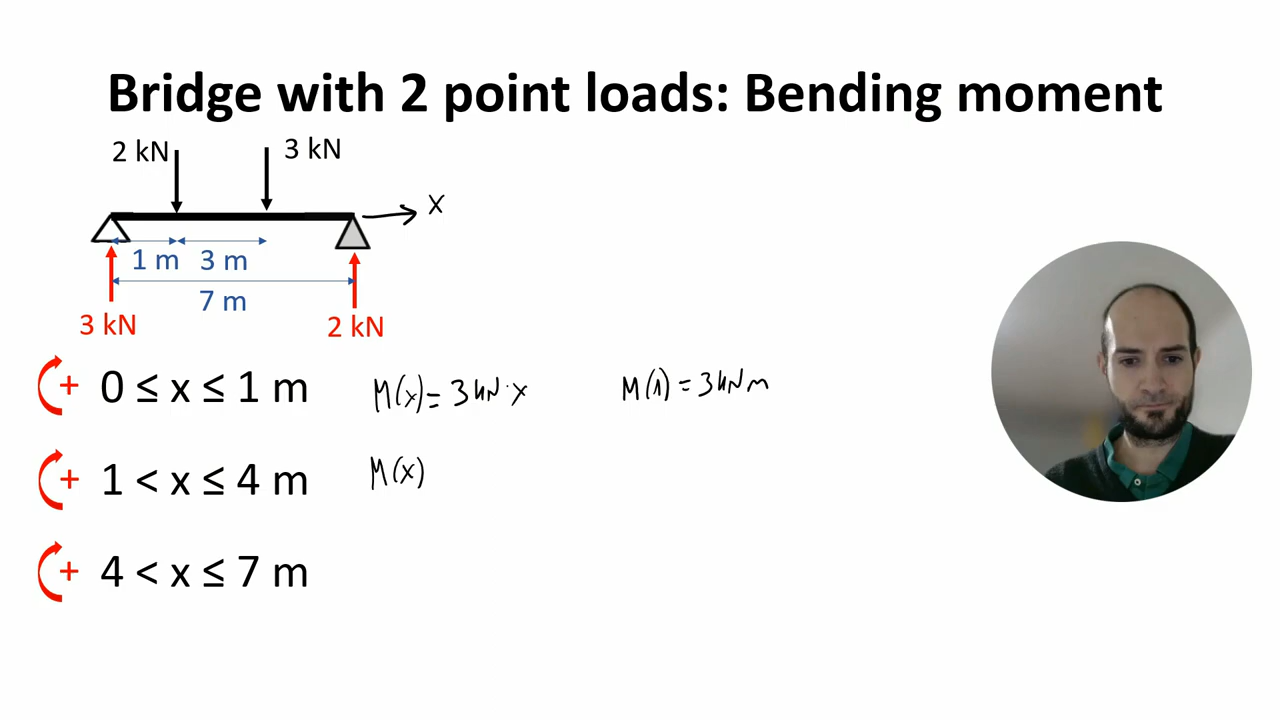 Bridge with 2 point loads: Bending moment
2 kN
3 kN
x
1 m
3 m
7 m
3 kN
2 kN
+ 0 ≤ x ≤ 1 m M(x) = 3 kN · x M(1) = 3 kN m
+ 1 < x ≤ 4 m M(x)
+ 4 < x ≤ 7 m